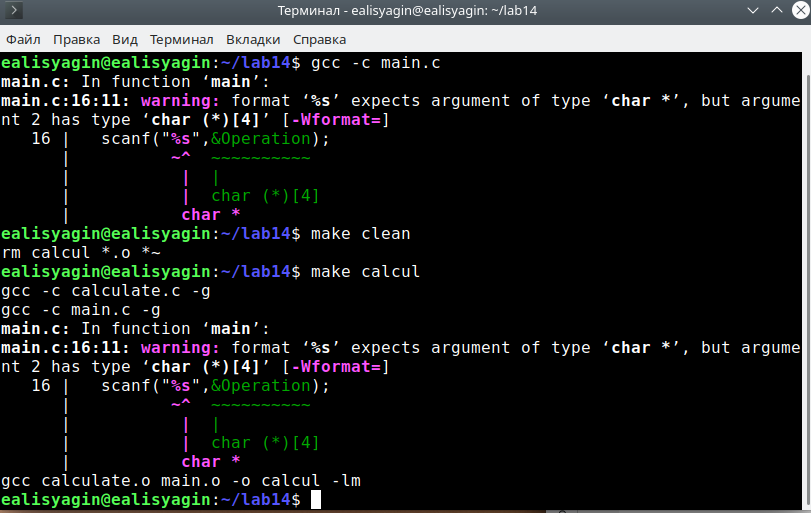 Терминал - ealisyagin@ealisyagin: ~/lab14
Файл Правка Вид Терминал Вкладки Справка
ealisyagin@ealisyagin:~/lab14$ gcc -c main.c
main.c: In function ‘main’:
main.c:16:11: warning: format ‘%s’ expects argument of type ‘char *’, but argume
nt 2 has type ‘char (*)[4]’ [-Wformat=]
   16 |   scanf("%s",&Operation);
      |          ~^  ~~~~~~~~~~
      |           |  |
      |           |  char (*)[4]
      |           char *
ealisyagin@ealisyagin:~/lab14$ make clean
rm calcul *.o *~
ealisyagin@ealisyagin:~/lab14$ make calcul
gcc -c calculate.c -g
gcc -c main.c -g
main.c: In function ‘main’:
main.c:16:11: warning: format ‘%s’ expects argument of type ‘char *’, but argume
nt 2 has type ‘char (*)[4]’ [-Wformat=]
   16 |   scanf("%s",&Operation);
      |          ~^  ~~~~~~~~~~
      |           |  |
      |           |  char (*)[4]
      |           char *
gcc calculate.o main.o -o calcul -lm
ealisyagin@ealisyagin:~/lab14$